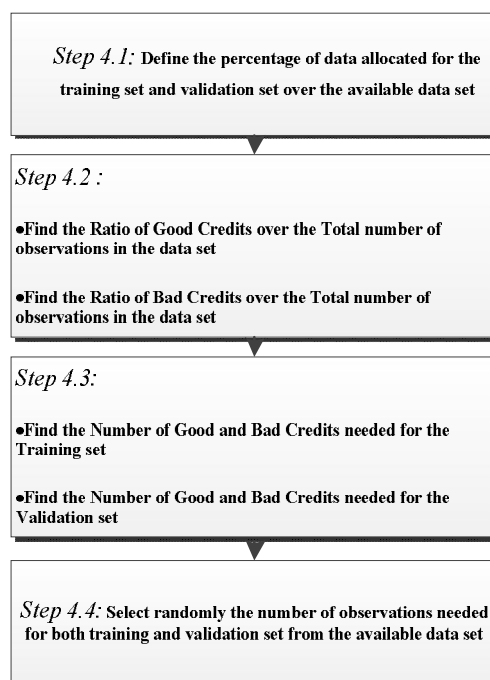 Step 4.1: Define the percentage of data allocated for the
training set and validation set over the available data set
Step 4.2 :
•Find the Ratio of Good Credits over the Total number of
observations in the data set
•Find the Ratio of Bad Credits over the Total number of
observations in the data set
Step 4.3:
•Find the Number of Good and Bad Credits needed for the
Training set
•Find the Number of Good and Bad Credits needed for the
Validation set
Step 4.4: Select randomly the number of observations needed
for both training and validation set from the available data set